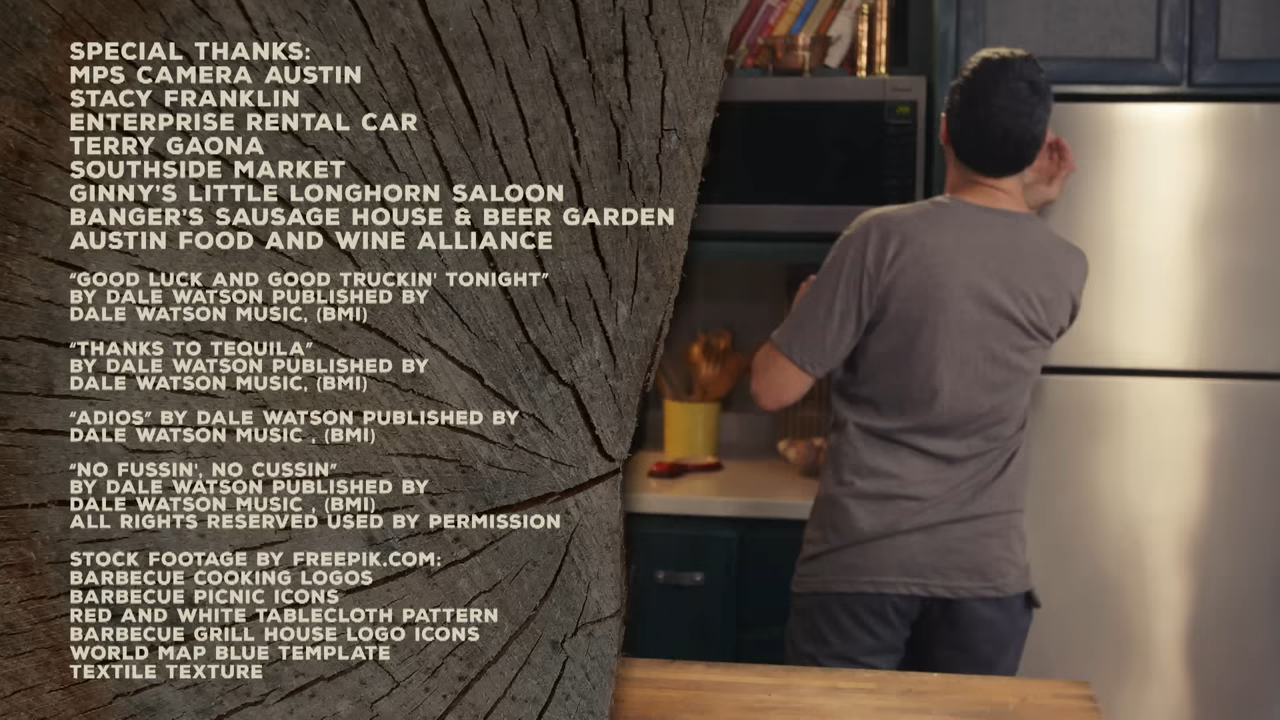 SPECIAL THANKS:
MPS CAMERA AUSTIN
STACY FRANKLIN
ENTERPRISE RENTAL CAR
TERRY GAONA
SOUTHSIDE MARKET
GINNY'S LITTLE LONGHORN SALOON
BANGER'S SAUSAGE HOUSE & BEER GARDEN
AUSTIN FOOD AND WINE ALLIANCE
"GOOD LUCK AND GOOD TRUCKIN' TONIGHT"
BY DALE WATSON PUBLISHED BY
DALE WATSON MUSIC, (BMI)
"THANKS TO TEQUILA"
BY DALE WATSON PUBLISHED BY
DALE WATSON MUSIC, (BMI)
"ADIOS" BY DALE WATSON PUBLISHED BY
DALE WATSON MUSIC , (BMI)
"NO FUSSIN', NO CUSSIN"
BY DALE WATSON PUBLISHED BY
DALE WATSON MUSIC , (BMI)
ALL RIGHTS RESERVED USED BY PERMISSION
STOCK FOOTAGE BY FREEPIK.COM:
BARBECUE COOKING LOGOS
BARBECUE PICNIC ICONS
RED AND WHITE TABLECLOTH PATTERN
BARBECUE GRILL HOUSE LOGO ICONS
WORLD MAP BLUE TEMPLATE
TEXTILE TEXTURE